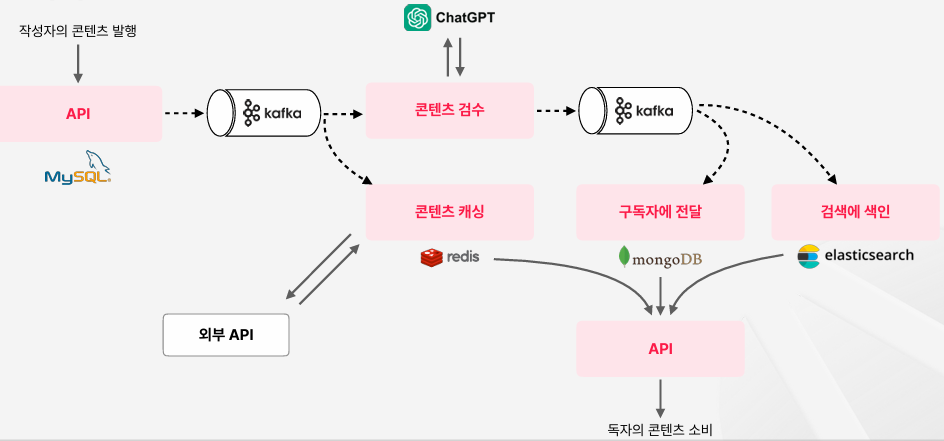 ChatGPT
작성자의 콘텐츠 발행
API
kafka
콘텐츠 검수
kafka
MySQL
콘텐츠 캐싱
구독자에 전달
검색에 색인
redis
mongoDB
elasticsearch
외부 API
API
독자의 콘텐츠 소비